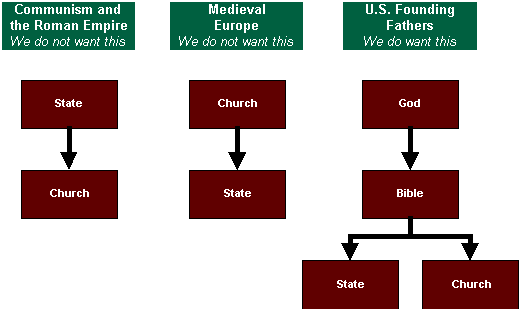 Communism and
the Roman Empire
We do not want this
Medieval
Europe
We do not want this
U.S. Founding
Fathers
We do want this
State
Church
God
Church
State
Bible
State
Church